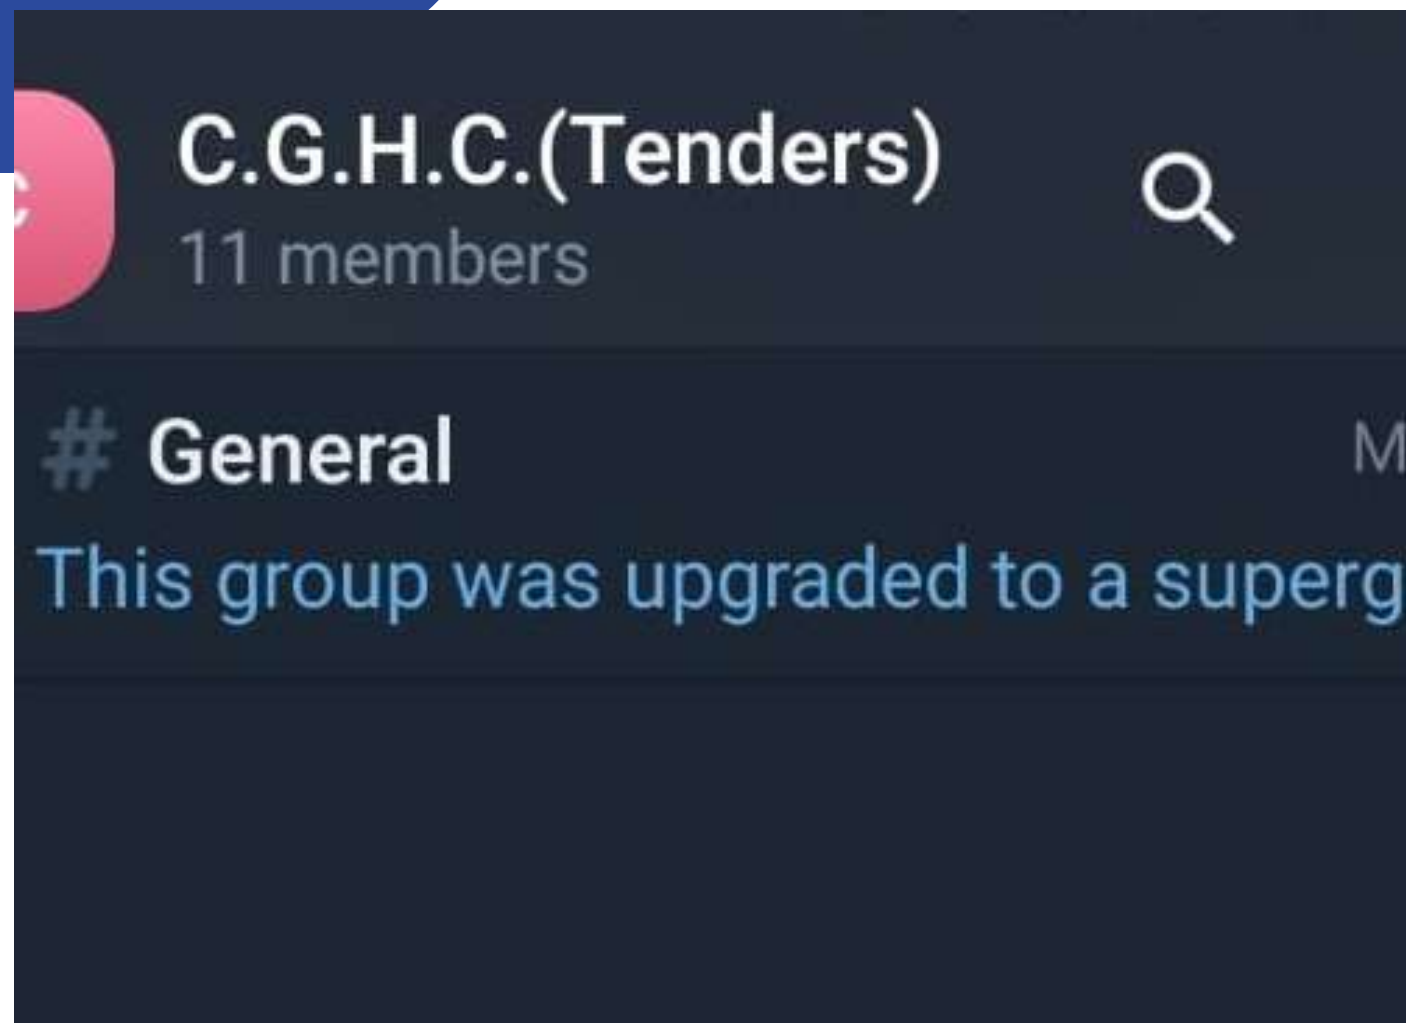 C
C.G.H.C.(Tenders)
11 members
# General
M
This group was upgraded to a superg